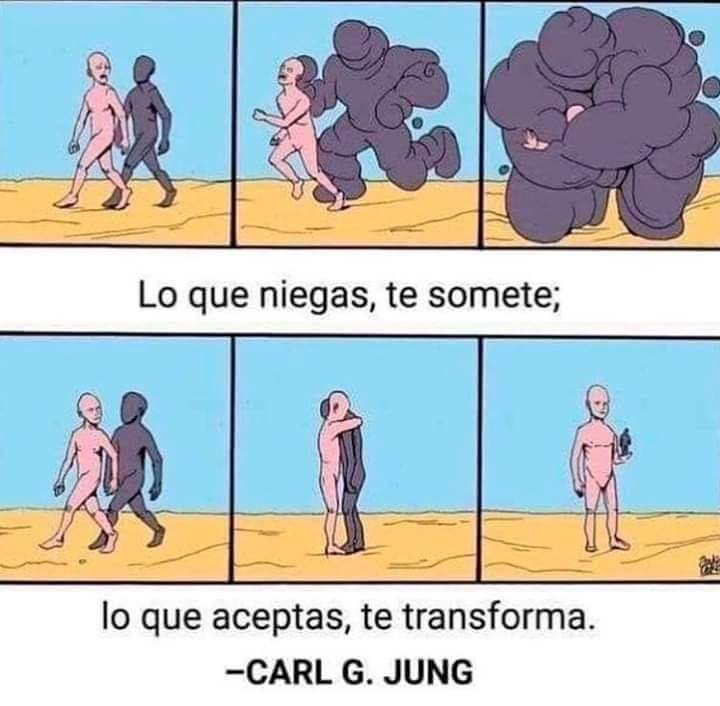 Lo que niegas, te somete;
lo que aceptas, te transforma.
–CARL G. JUNG